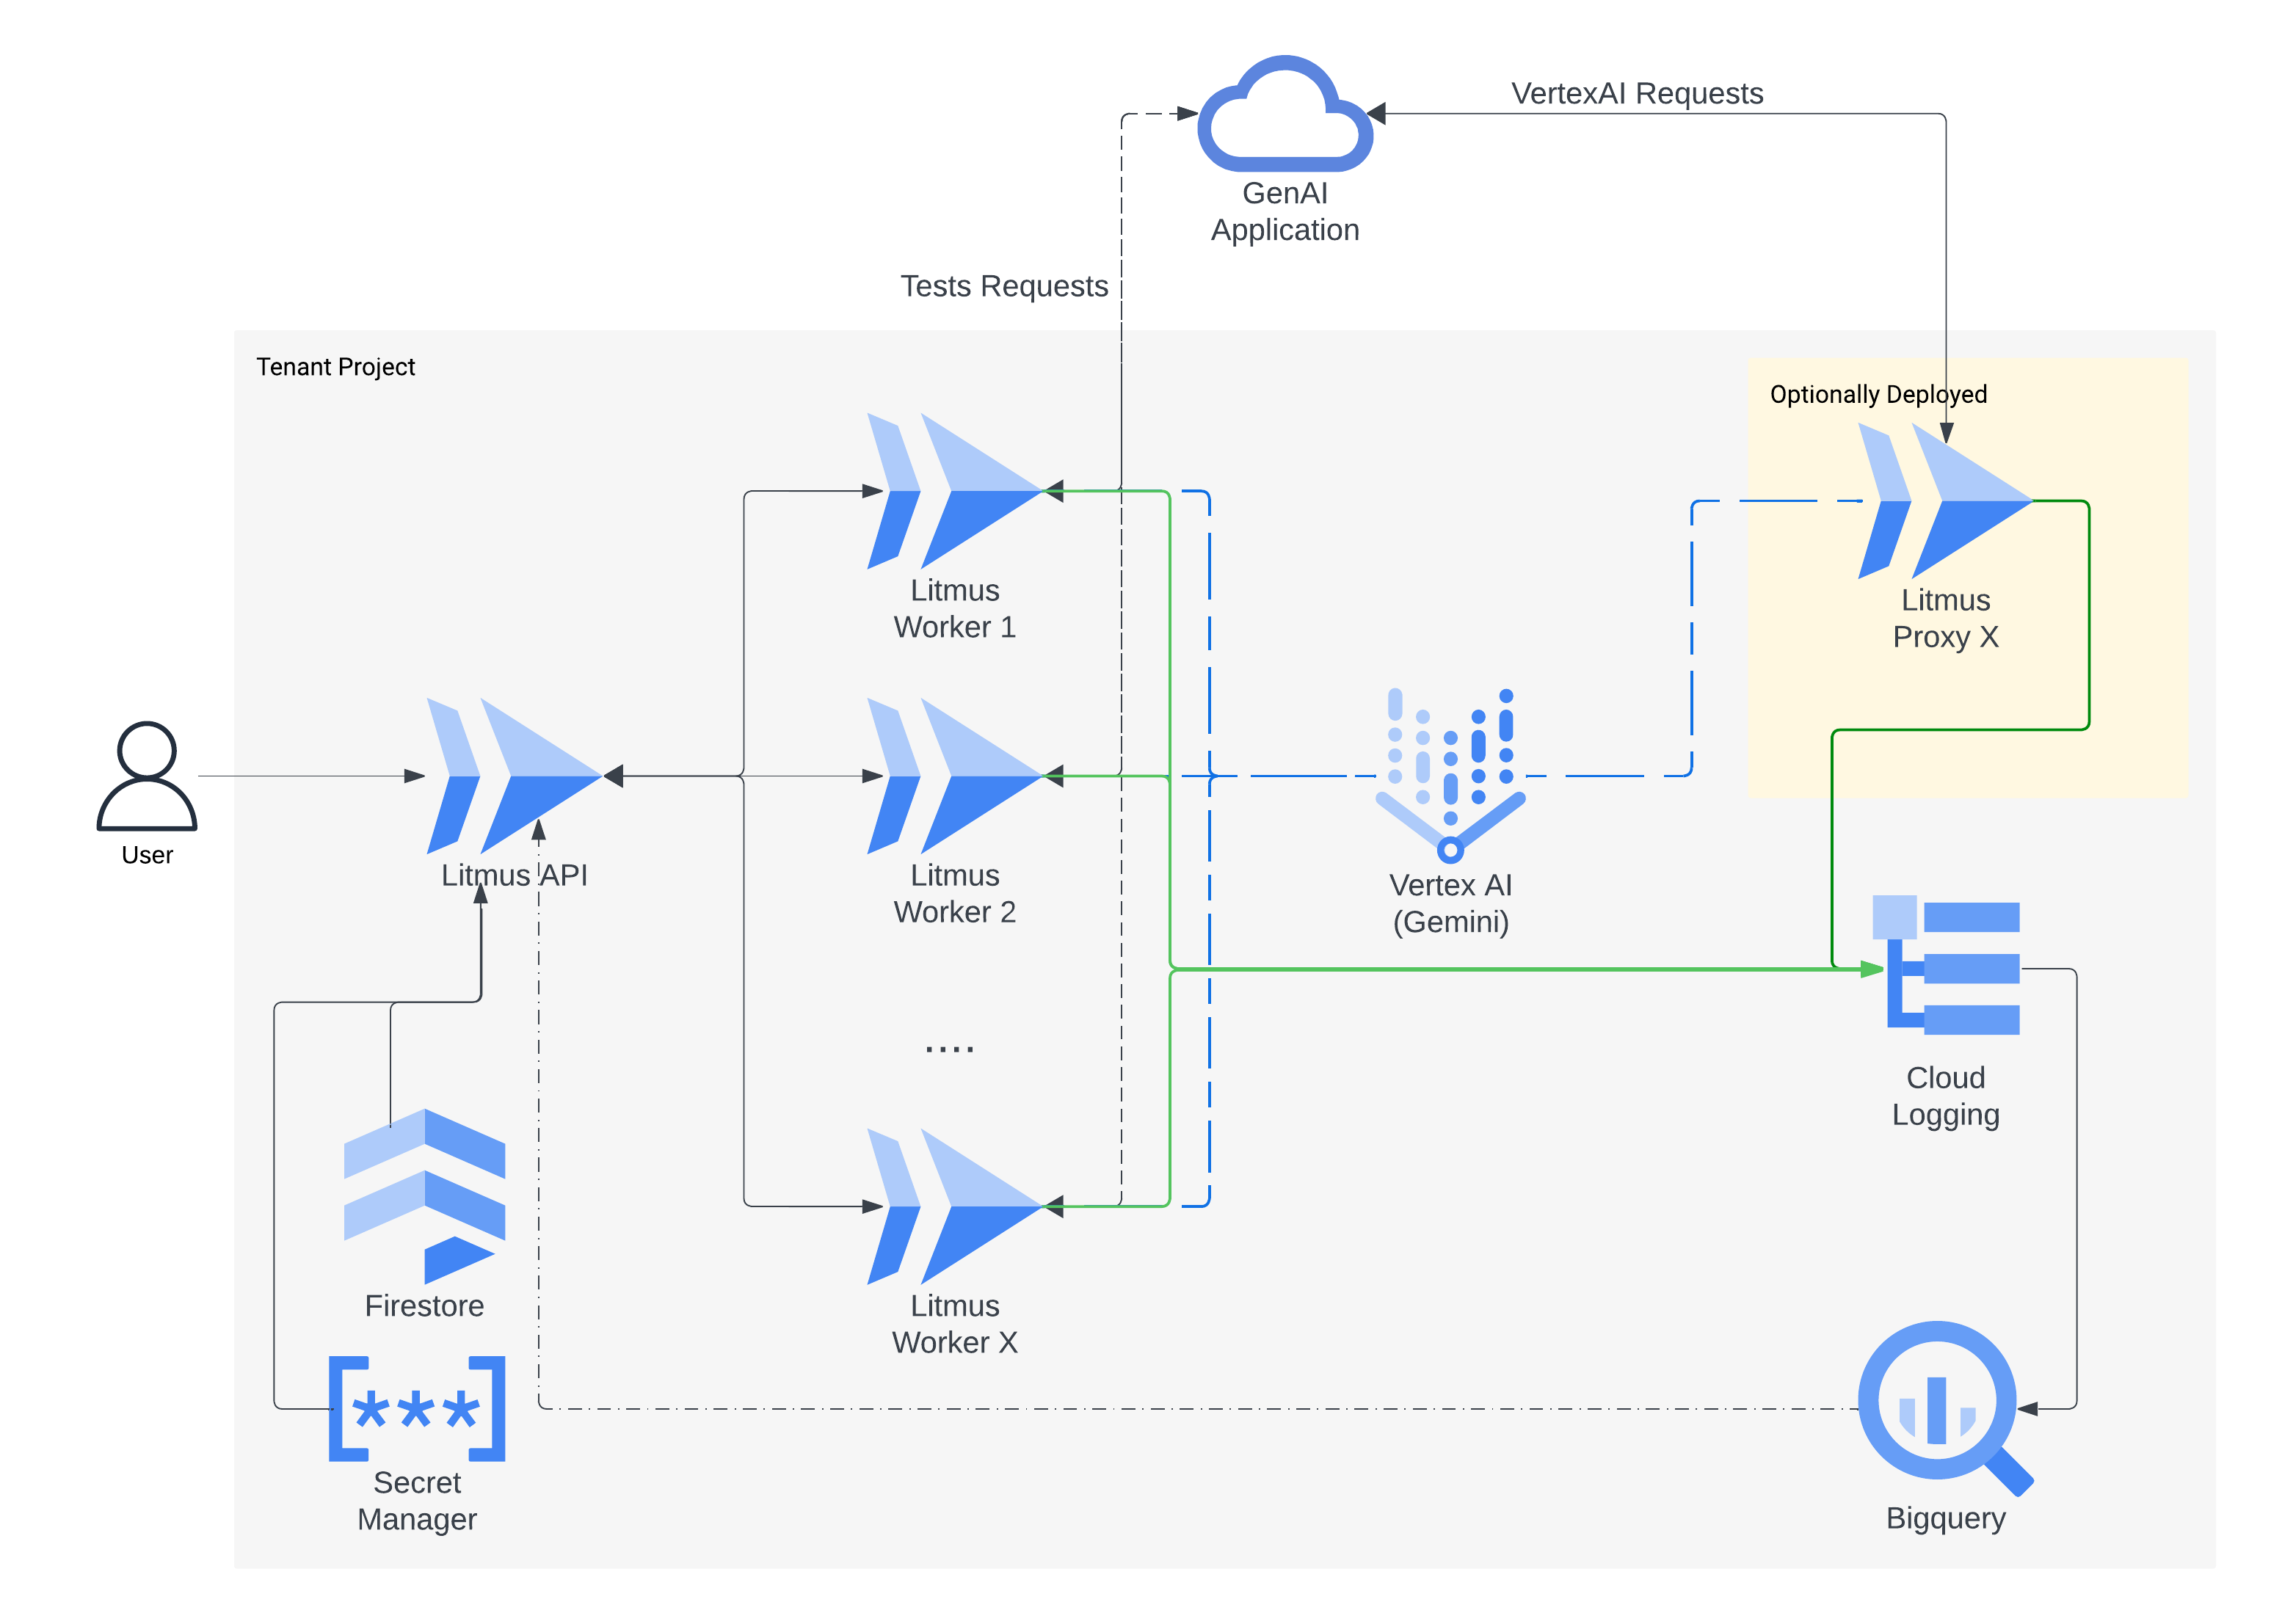 VertexAI Requests
GenAI
Application
Tests Requests
Tenant Project
Optionally Deployed
Litmus
Worker 1
Litmus
Proxy X
User
Litmus API
Litmus
Worker 2
Vertex AI
(Gemini)
....
Cloud
Logging
Firestore
Litmus
Worker X
***
Secret
Manager
Bigquery